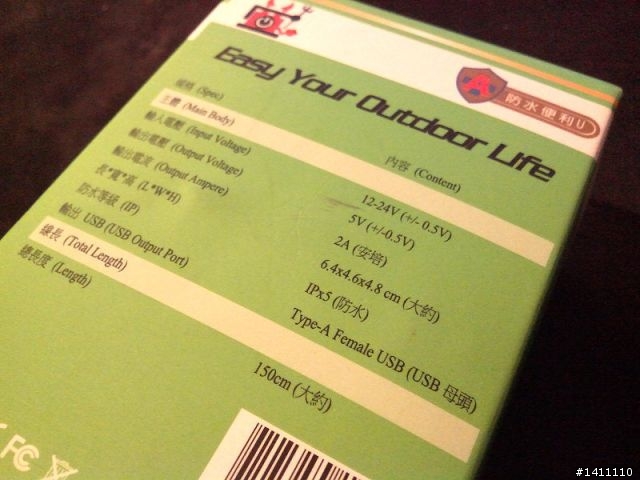 Easy Your Outdoor Life
A 防水便利U
規格 (Spec) 內容 (Content)
主體 (Main Body)
輸入電壓 (Input Voltage) 12-24V (+/- 0.5V)
輸出電壓 (Output Voltage) 5V (+/-0.5V)
輸出電流 (Output Ampere) 2A (安培)
長*寬*高 (L*W*H) 6.4x4.6x4.8 cm (大約)
防水等級 (IP) IPx5 (防水)
輸出 USB (USB Output Port) Type-A Female USB (USB 母頭)
線長 (Total Length)
總長度 (Length) 150cm (大約)
FC CE
#1411110